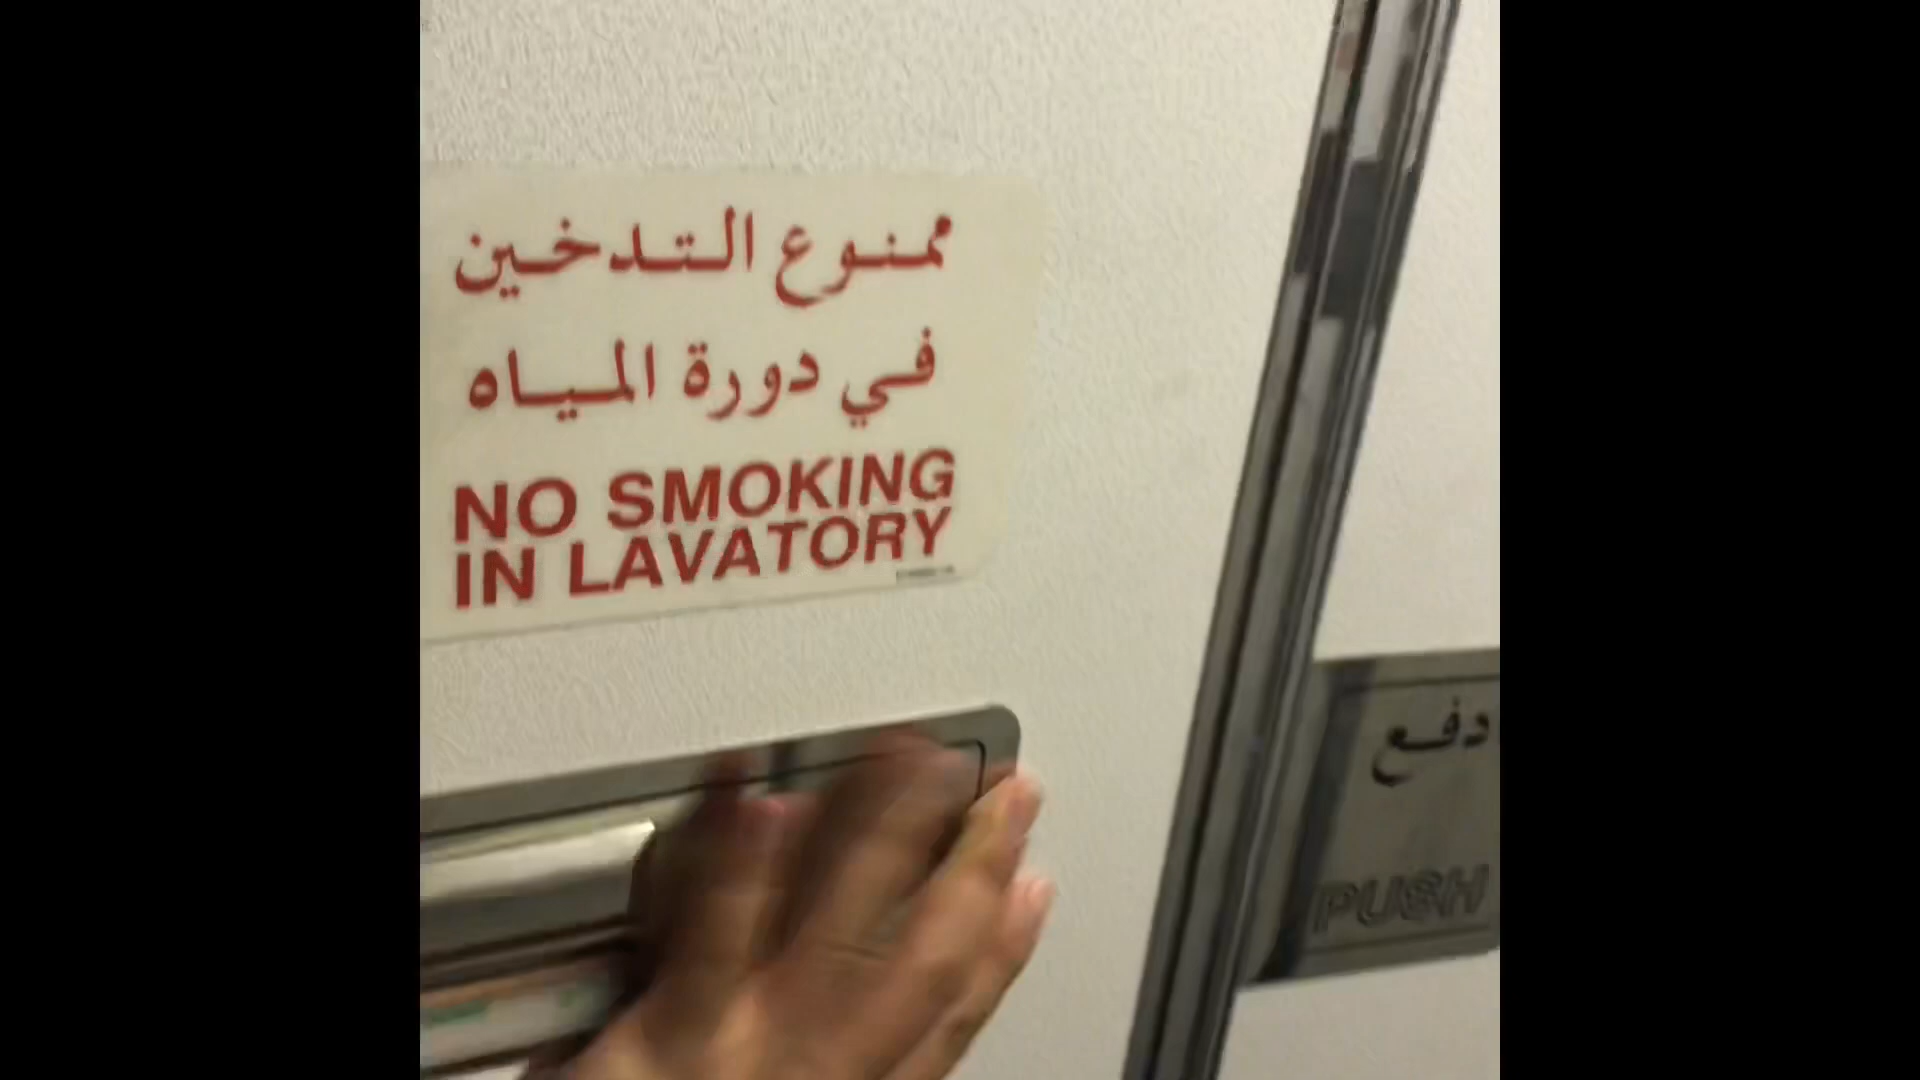 ممنوع التدخين
في دورة المياه
NO SMOKING
IN LAVATORY
دفع
PUSH